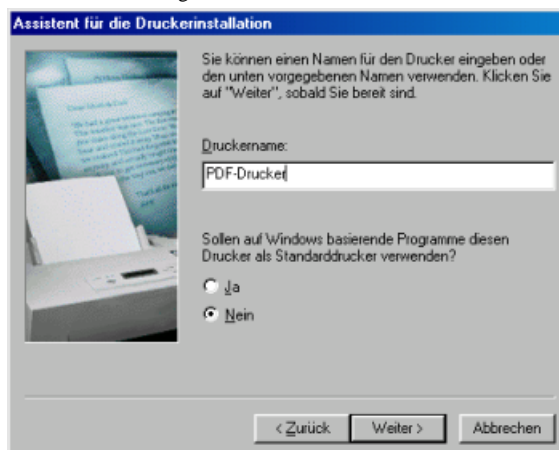 Assistent für die Druckerinstallation
Sie können einen Namen für den Drucker eingeben oder
den unten vorgegebenen Namen verwenden. Klicken Sie
auf "Weiter", sobald Sie bereit sind.
Druckername:
PDF-Drucker
Sollen auf Windows basierende Programme diesen
Drucker als Standarddrucker verwenden?
Ja
Nein
< Zurück
Weiter >
Abbrechen